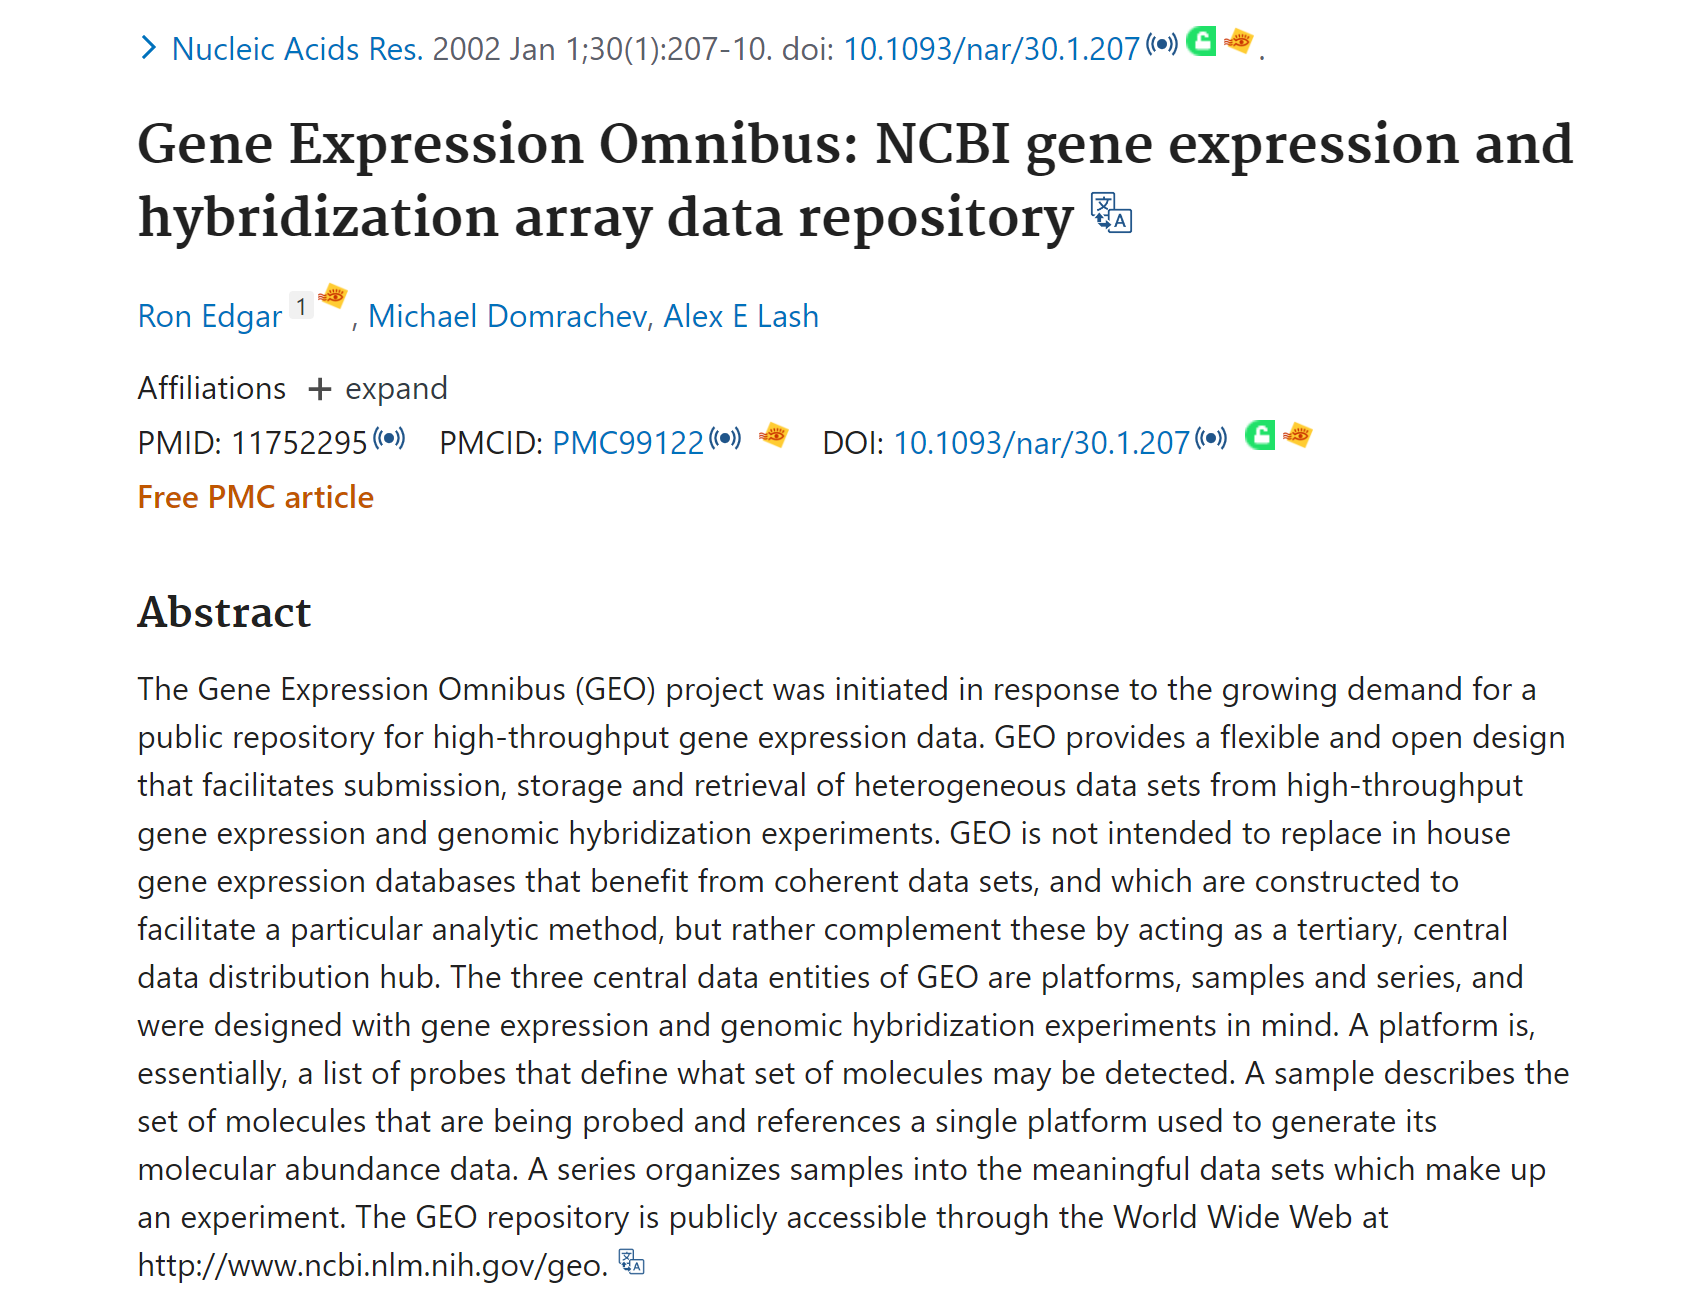 Nucleic Acids Res. 2002 Jan 1;30(1):207-10. doi: 10.1093/nar/30.1.207 .
Gene Expression Omnibus: NCBI gene expression and
hybridization array data repository
Ron Edgar 1 , Michael Domrachev, Alex E Lash
Affiliations + expand
PMID: 11752295 PMCID: PMC99122 DOI: 10.1093/nar/30.1.207
Free PMC article
Abstract
The Gene Expression Omnibus (GEO) project was initiated in response to the growing demand for a
public repository for high-throughput gene expression data. GEO provides a flexible and open design
that facilitates submission, storage and retrieval of heterogeneous data sets from high-throughput
gene expression and genomic hybridization experiments. GEO is not intended to replace in house
gene expression databases that benefit from coherent data sets, and which are constructed to
facilitate a particular analytic method, but rather complement these by acting as a tertiary, central
data distribution hub. The three central data entities of GEO are platforms, samples and series, and
were designed with gene expression and genomic hybridization experiments in mind. A platform is,
essentially, a list of probes that define what set of molecules may be detected. A sample describes the
set of molecules that are being probed and references a single platform used to generate its
molecular abundance data. A series organizes samples into the meaningful data sets which make up
an experiment. The GEO repository is publicly accessible through the World Wide Web at
http://www.ncbi.nlm.nih.gov/geo.